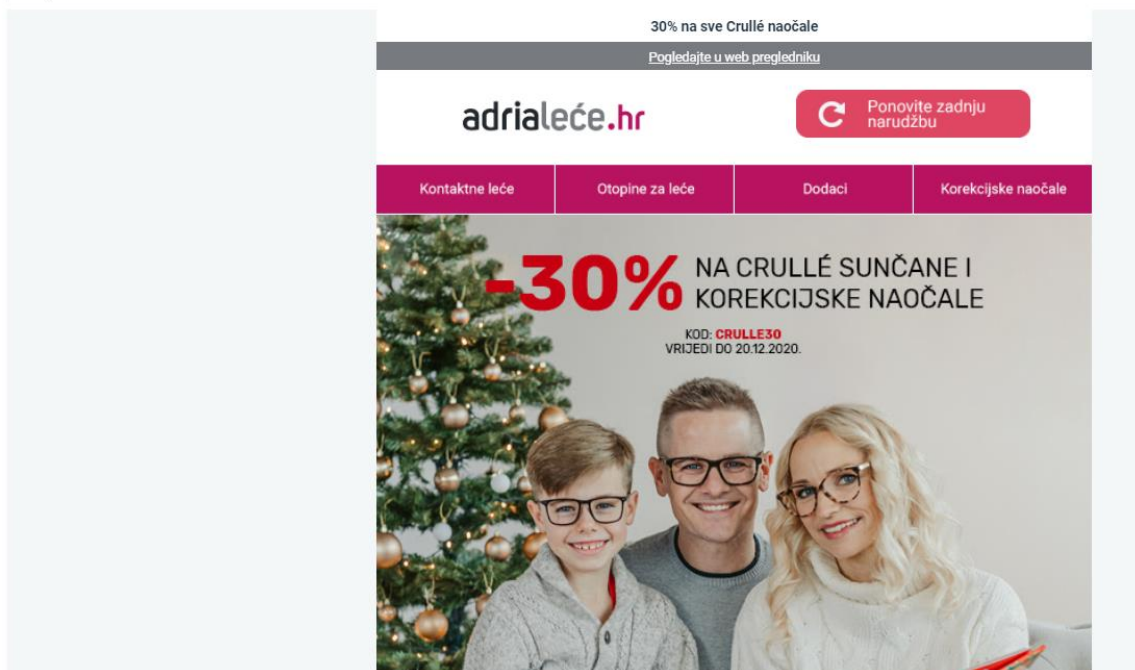 30% na sve Crullé naočale
Pogledajte u web pregledniku
adrialeće.hr
Ponovite zadnju
narudžbu
Kontaktne leće
Otopine za leće
Dodaci
Korekcijske naočale
-30% NA CRULLÉ SUNČANE I
KOREKCIJSKE NAOČALE
KOD: CRULLE30
VRIJEDI DO 20.12.2020.